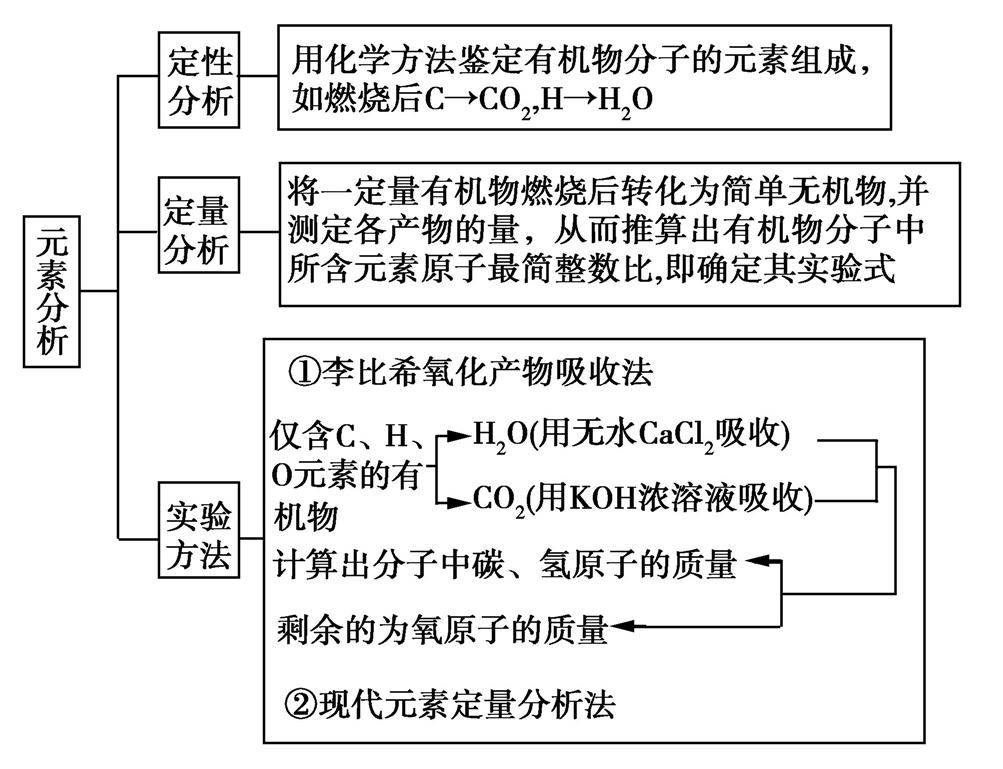 元素分析
定性
分析
用化学方法鉴定有机物分子的元素组成，
如燃烧后C→CO₂,H→H₂O
定量
分析
将一定量有机物燃烧后转化为简单无机物,并
测定各产物的量，从而推算出有机物分子中
所含元素原子最简整数比,即确定其实验式
实验
方法
①李比希氧化产物吸收法
仅含C、H、
O元素的有
机物
H₂O(用无水CaCl₂吸收)
CO₂(用KOH浓溶液吸收)
计算出分子中碳、氢原子的质量
剩余的为氧原子的质量
②现代元素定量分析法